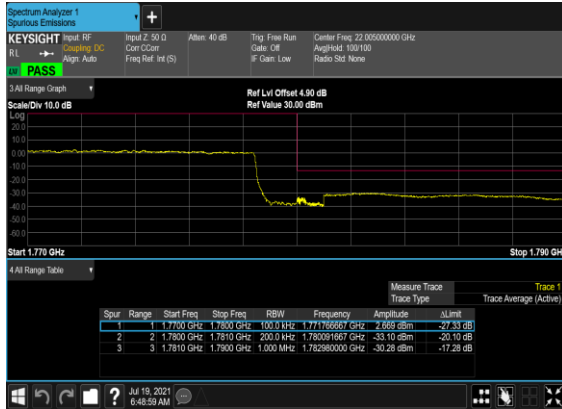 Spectrum Analyzer 1
Spurious Emissions
+
KEYSIGHT Input: RF Input Z: 50 Ω Atten: 40 dB Trig: Free Run Center Freq: 22.005000000 GHz
RL Coupling: DC Corr CCorr Gate: Off Avg|Hold: 100/100
Align: Auto Freq Ref: Int (S) IF Gain: Low Radio Std: None
PASS
3 All Range Graph Ref Lvl Offset 4.90 dB
Scale/Div 10.0 dB Ref Value 30.00 dBm
Log
20.0
10.0
0.00
-10.0
-20.0
-30.0
-40.0
-50.0
-60.0
Start 1.770 GHz Stop 1.790 GH
4 All Range Table
Measure Trace Trace 1
Trace Type Trace Average (Active)
Spur Range Start Freq Stop Freq RBW Frequency Amplitude ΔLimit
1 1 1.7700 GHz 1.7800 GHz 100.0 kHz 1.771766667 GHz 2.669 dBm -27.33 dB
2 2 1.7800 GHz 1.7810 GHz 200.0 kHz 1.780091667 GHz -33.10 dBm -20.10 dB
3 3 1.7810 GHz 1.7900 GHz 1.000 MHz 1.782980000 GHz -30.28 dBm -17.28 dB
? Jul 19, 2021
6:48:59 AM